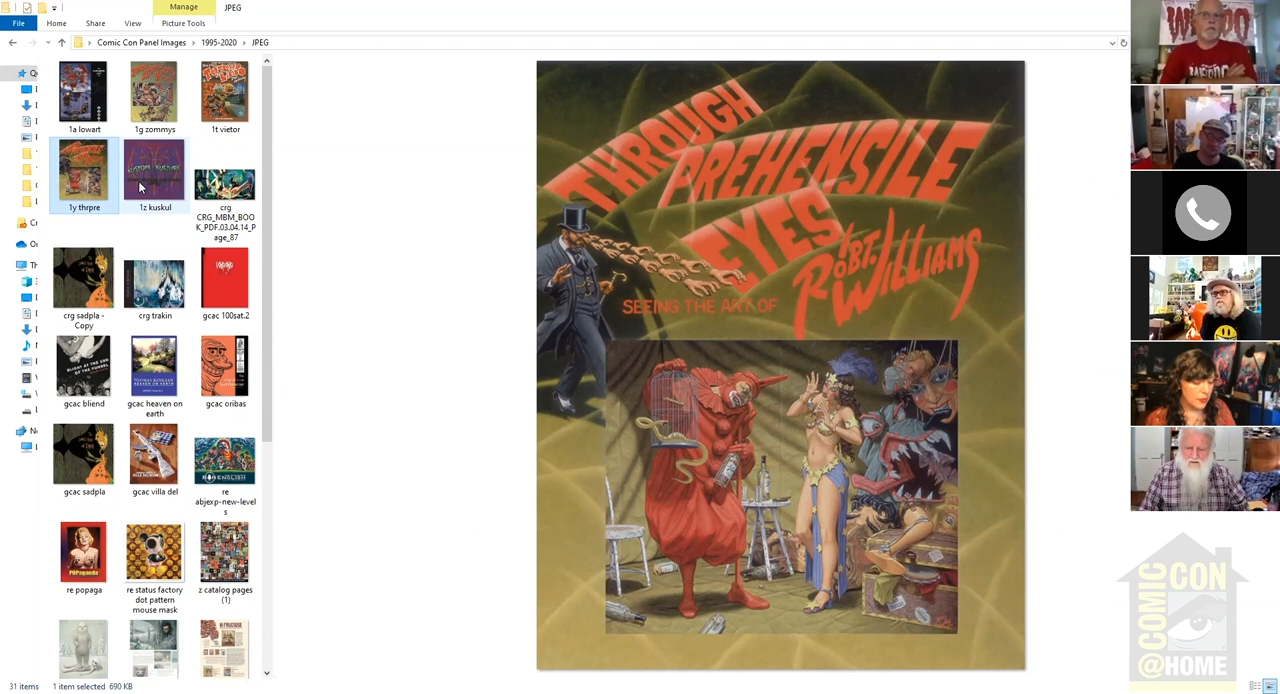 Manage
JPEG
File
Home
Share
View
Picture Tools
Comic Con Panel Images
1995-2020
JPEG
1a lowart
1g zommys
1t vietor
1y thrpre
1z kuskul
crg
CRG_MBM_BOO
K_PDF.03.04.14_P
age_87
crg sadpla -
Copy
crg trakin
gcac 100sat.2
gcac bliend
gcac heaven on
earth
gcac oribas
gcac sadpla
gcac villa del
re
abjexp-new-level
s
re popaga
re status factory
dot pattern
mouse mask
z catalog pages
(1)
31 items
1 item selected
690 KB
THROUGH
PREHENSILE
EYES
SEEING THE ART OF
RÖBT. WILLIAMS
COMIC CON
@HOME